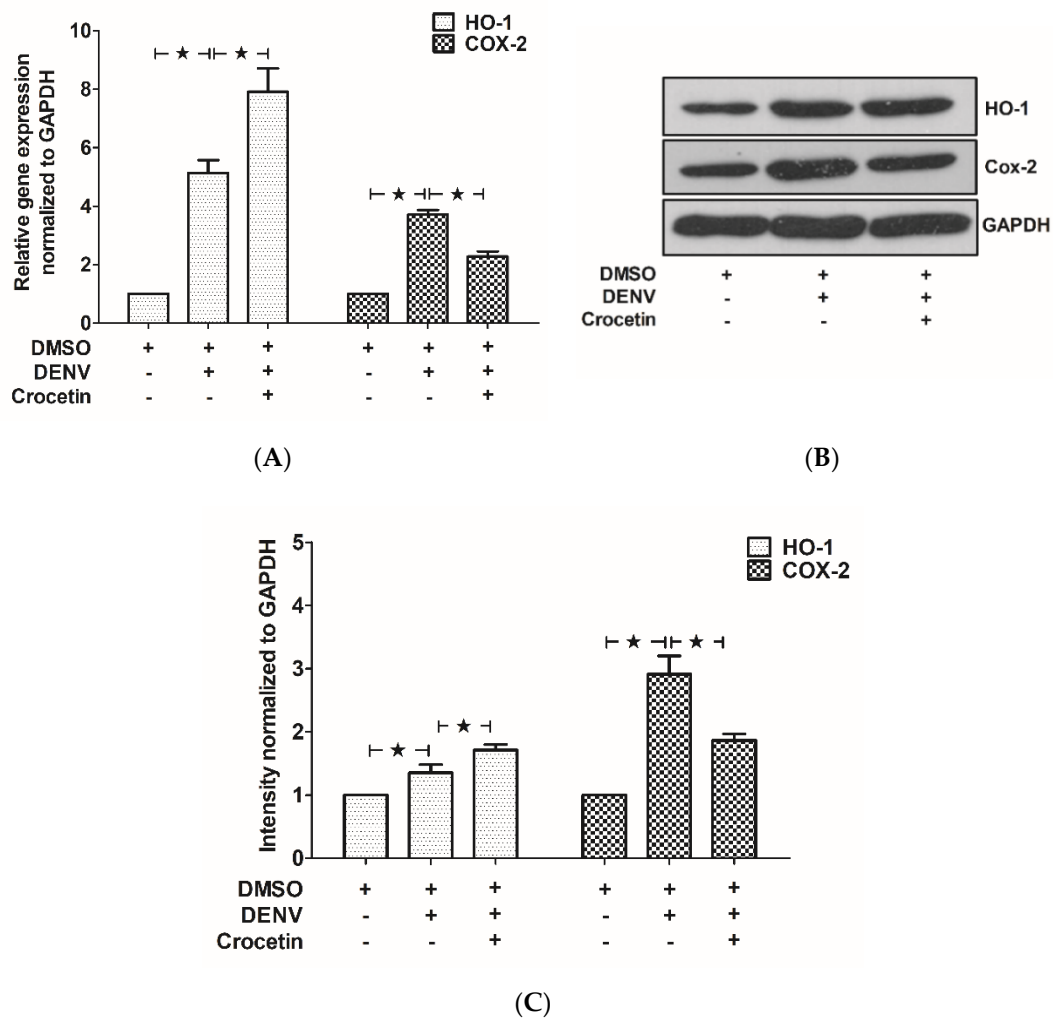 HO-1
COX-2
Relative gene expression
normalized to GAPDH
10
8
6
4
2
0
★ ★
★ ★
DMSO + + + + + +
DENV - + + - + +
Crocetin - - + - - +
(A)
HO-1
Cox-2
GAPDH
DMSO + + +
DENV - + +
Crocetin - - +
(B)
HO-1
COX-2
Intensity normalized to GAPDH
5
4
3
2
1
0
★ ★
★ ★
DMSO + + + + + +
DENV - + + - + +
Crocetin - - + - - +
(C)